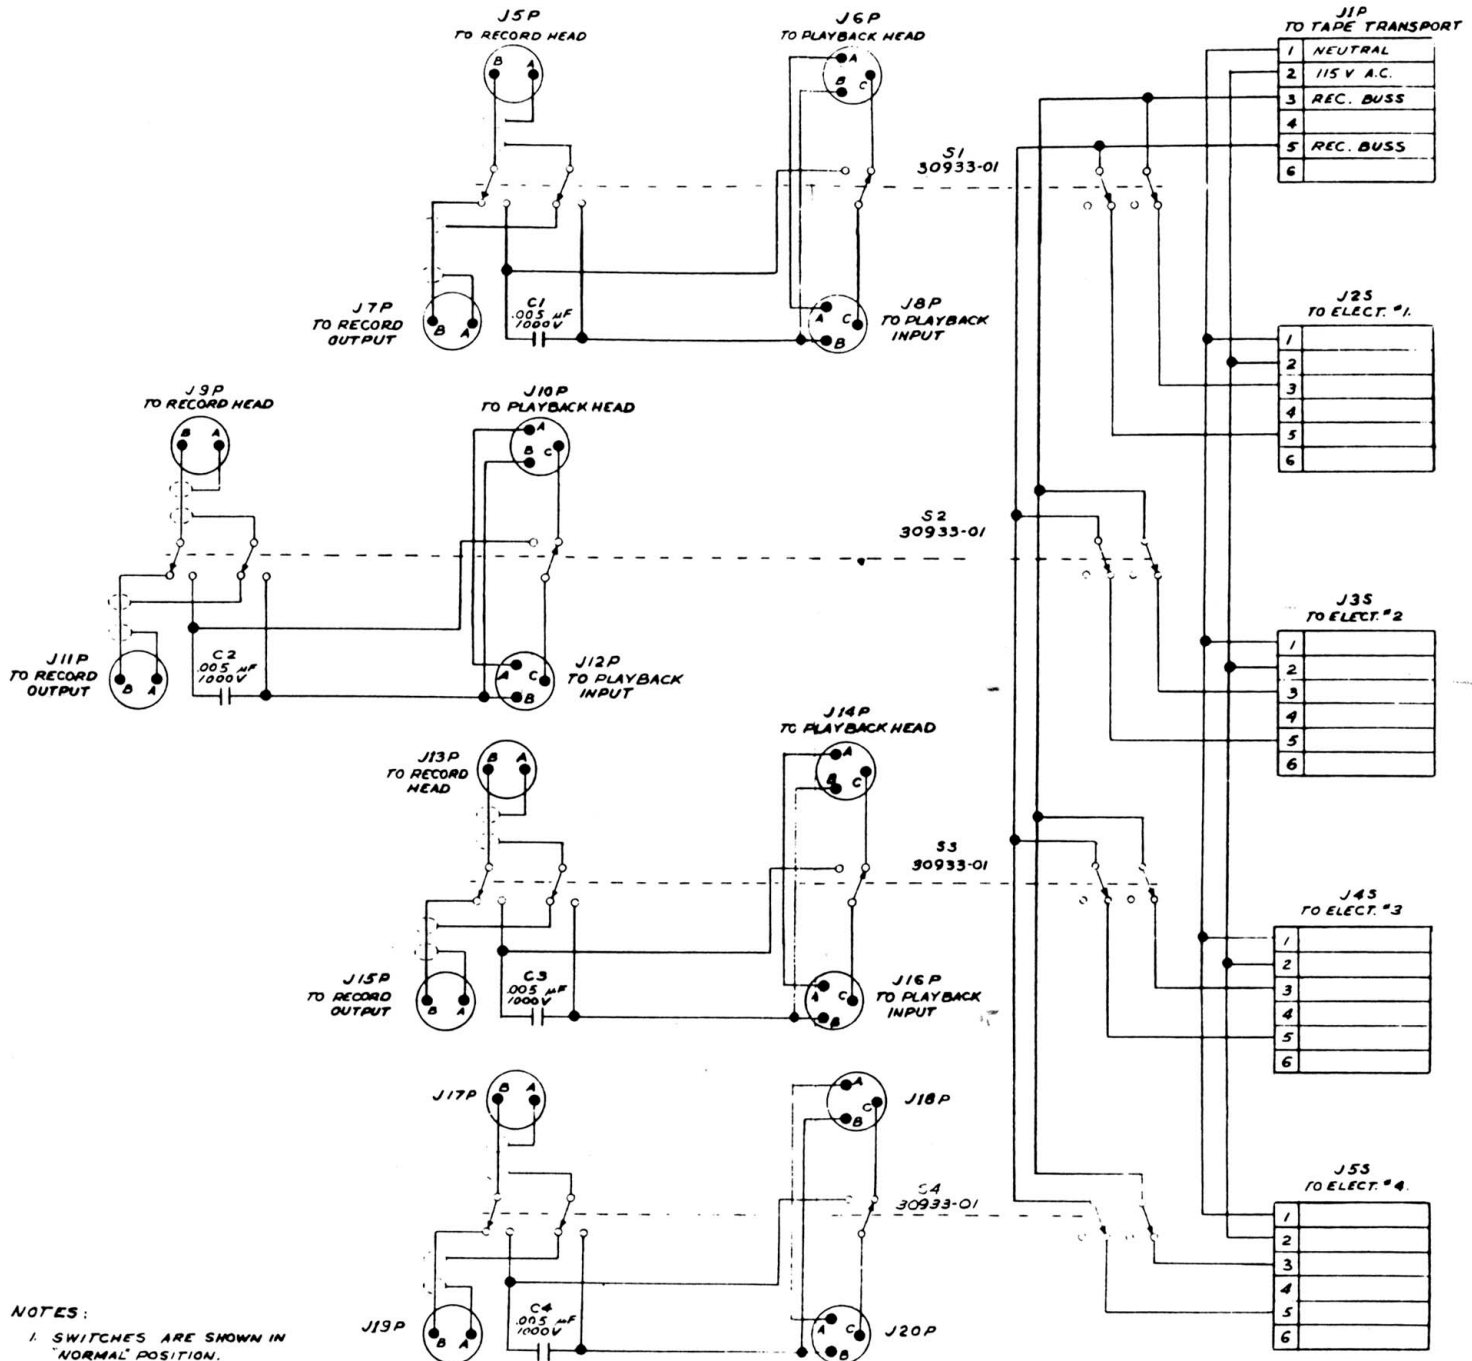 J5P
TO RECORD HEAD
B A
J6P
TO PLAYBACK HEAD
A
B
C
J1P
TO TAPE TRANSPORT
1 NEUTRAL
2 115 V A.C.
3 REC. BUSS
4
5 REC. BUSS
6
S1
30933-01
J7P
TO RECORD
OUTPUT
B A
C1
.005 µF
1000V
A
C
B
J8P
TO PLAYBACK
INPUT
J2S
TO ELECT. #1.
1
2
3
4
5
6
J9P
TO RECORD HEAD
B A
J10P
TO PLAYBACK HEAD
A
B
C
S2
30933-01
J11P
TO RECORD
OUTPUT
B A
C2
.005 µF
1000V
A
C
B
J12P
TO PLAYBACK
INPUT
J3S
TO ELECT. #2
1
2
3
4
5
6
J13P
TO RECORD
HEAD
B A
J14P
TO PLAYBACK HEAD
A
B
C
S3
30933-01
J15P
TO RECORD
OUTPUT
B A
C3
.005 µF
1000V
A
C
B
J16P
TO PLAYBACK
INPUT
J4S
TO ELECT. #3
1
2
3
4
5
6
J17P
B A
A
C
B
J18P
S4
30933-01
J19P
B A
C4
.005 µF
1000V
A
C
B
J20P
J5S
TO ELECT. #4.
1
2
3
4
5
6
NOTES:
1. SWITCHES ARE SHOWN IN
"NORMAL" POSITION.